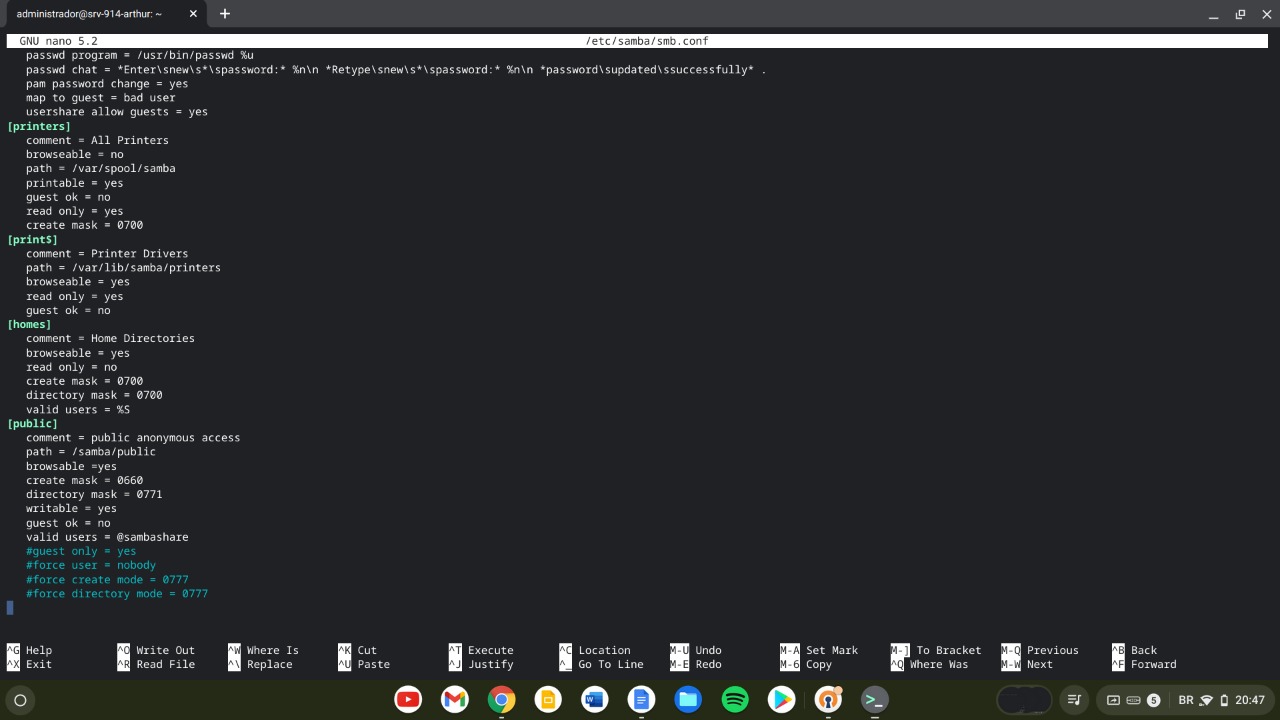 administrador@srv-914-arthur: ~
GNU nano 5.2 /etc/samba/smb.conf
passwd program = /usr/bin/passwd %u
passwd chat = *Enter\snew\s*\spassword:* %n\n *Retype\snew\s*\spassword:* %n\n *password\supdated\ssuccessfully* .
pam password change = yes
map to guest = bad user
usershare allow guests = yes
[printers]
comment = All Printers
browseable = no
path = /var/spool/samba
printable = yes
guest ok = no
read only = yes
create mask = 0700
[print$]
comment = Printer Drivers
path = /var/lib/samba/printers
browseable = yes
read only = yes
guest ok = no
[homes]
comment = Home Directories
browseable = yes
read only = no
create mask = 0700
directory mask = 0700
valid users = %S
[public]
comment = public anonymous access
path = /samba/public
browsable =yes
create mask = 0660
directory mask = 0771
writable = yes
guest ok = no
valid users = @sambashare
#guest only = yes
#force user = nobody
#force create mode = 0777
#force directory mode = 0777
^G Help ^O Write Out ^W Where Is ^K Cut ^T Execute ^C Location M-U Undo M-A Set Mark M-] To Bracket M-Q Previous ^B Back
^X Exit ^R Read File ^\ Replace ^U Paste ^J Justify ^_ Go To Line M-E Redo M-6 Copy ^Q Where Was M-W Next ^F Forward
5 BR 20:47